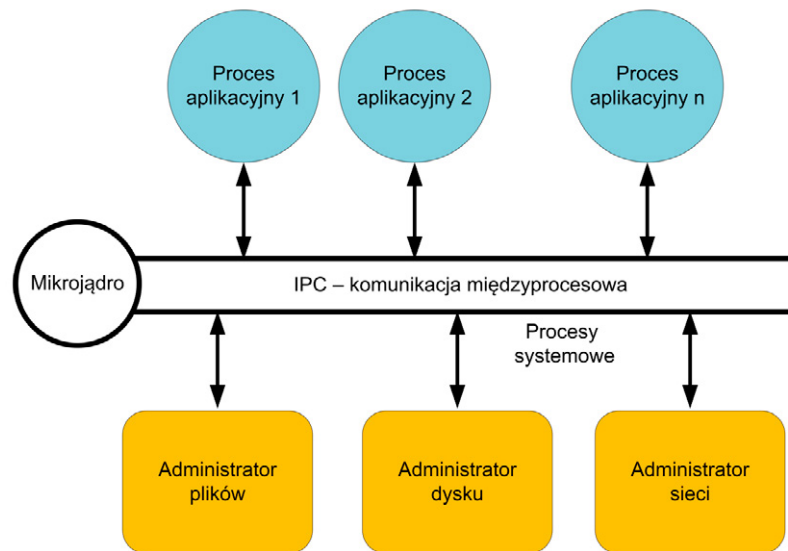 Proces
aplikacyjny 1
Proces
aplikacyjny 2
Proces
aplikacyjny n
Mikrojądro
IPC – komunikacja międzyprocesowa
Procesy
systemowe
Administrator
plików
Administrator
dysku
Administrator
sieci